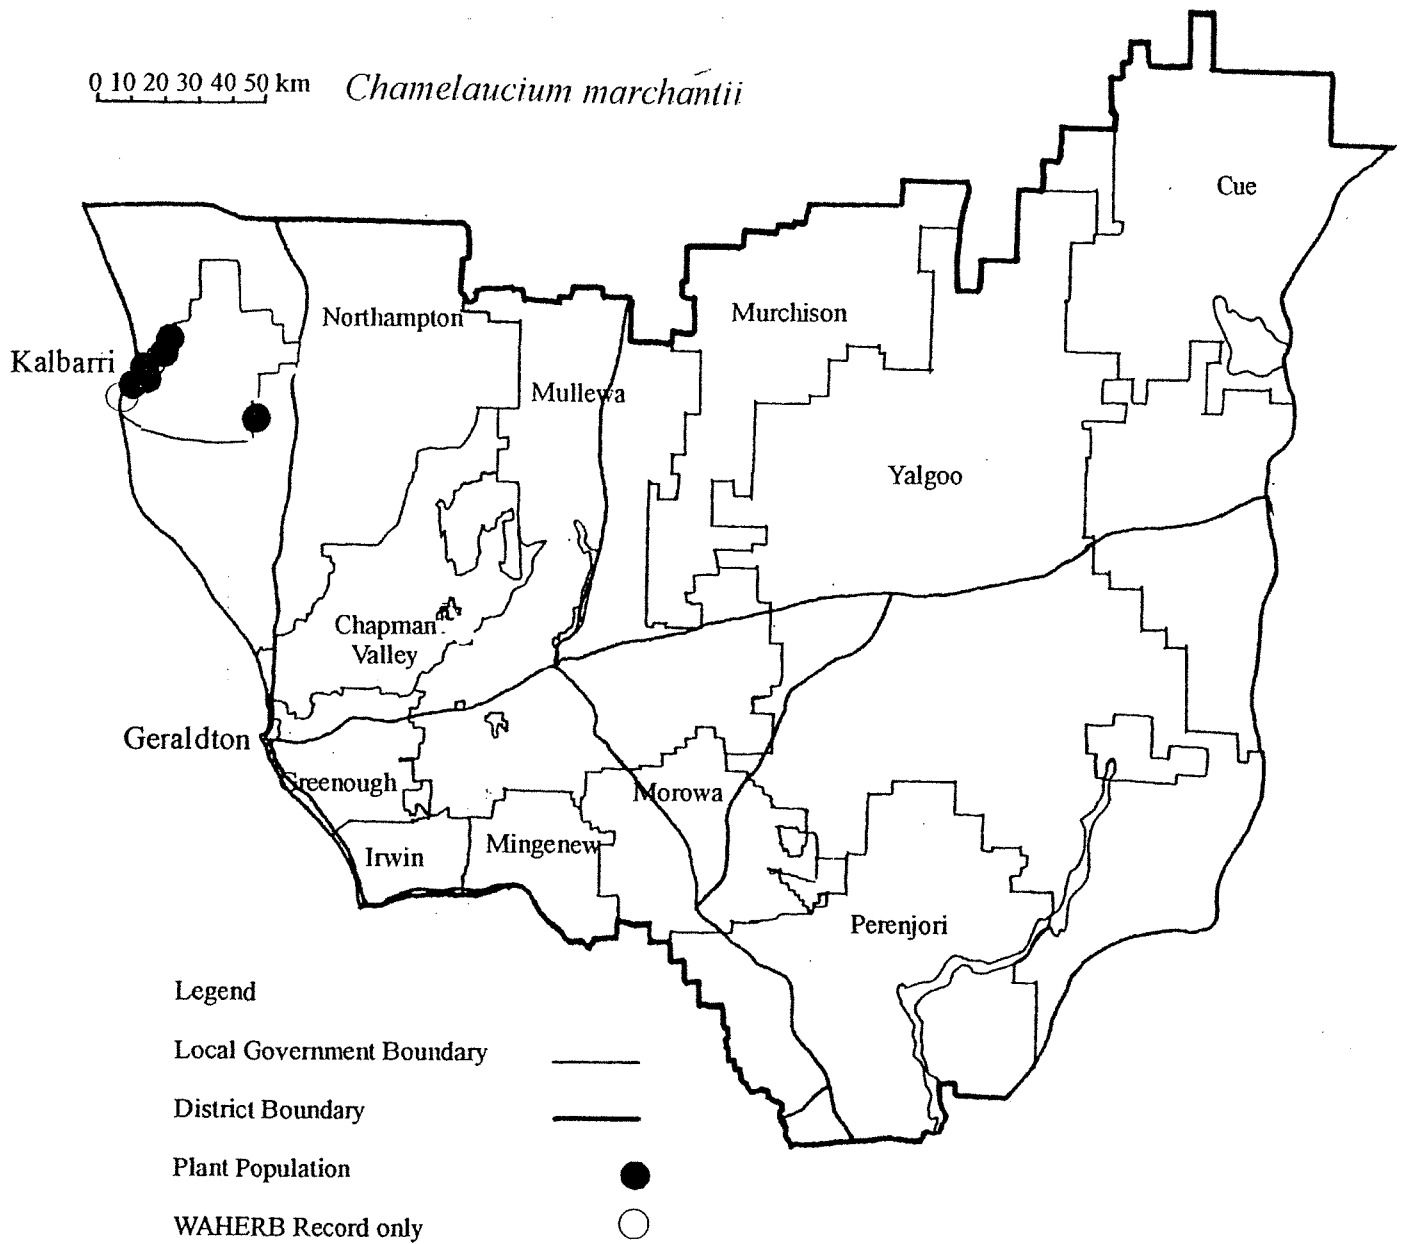 0 10 20 30 40 50 km
Chamelaucium marchantii
Cue
Northampton
Murchison
Kalbarri
Mullewa
Yalgoo
Chapman
Valley
Geraldton
Greenough
Morowa
Irwin
Mingenew
Perenjori
Legend
Local Government Boundary
District Boundary
Plant Population
WAHERB Record only